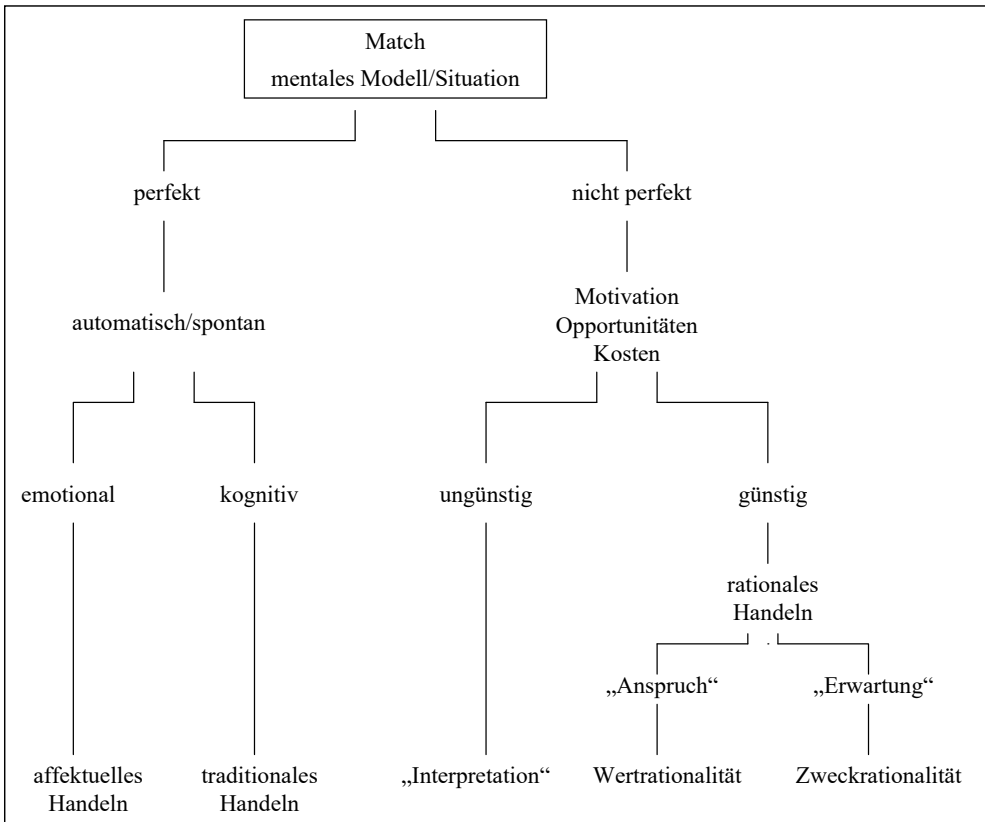 Match
mentales Modell/Situation
perfekt
nicht perfekt
automatisch/spontan
Motivation
Opportunitäten
Kosten
emotional
kognitiv
ungünstig
günstig
rationales
Handeln
„Anspruch“
„Erwartung“
affektuelles
Handeln
traditionales
Handeln
„Interpretation“
Wertrationalität
Zweckrationalität